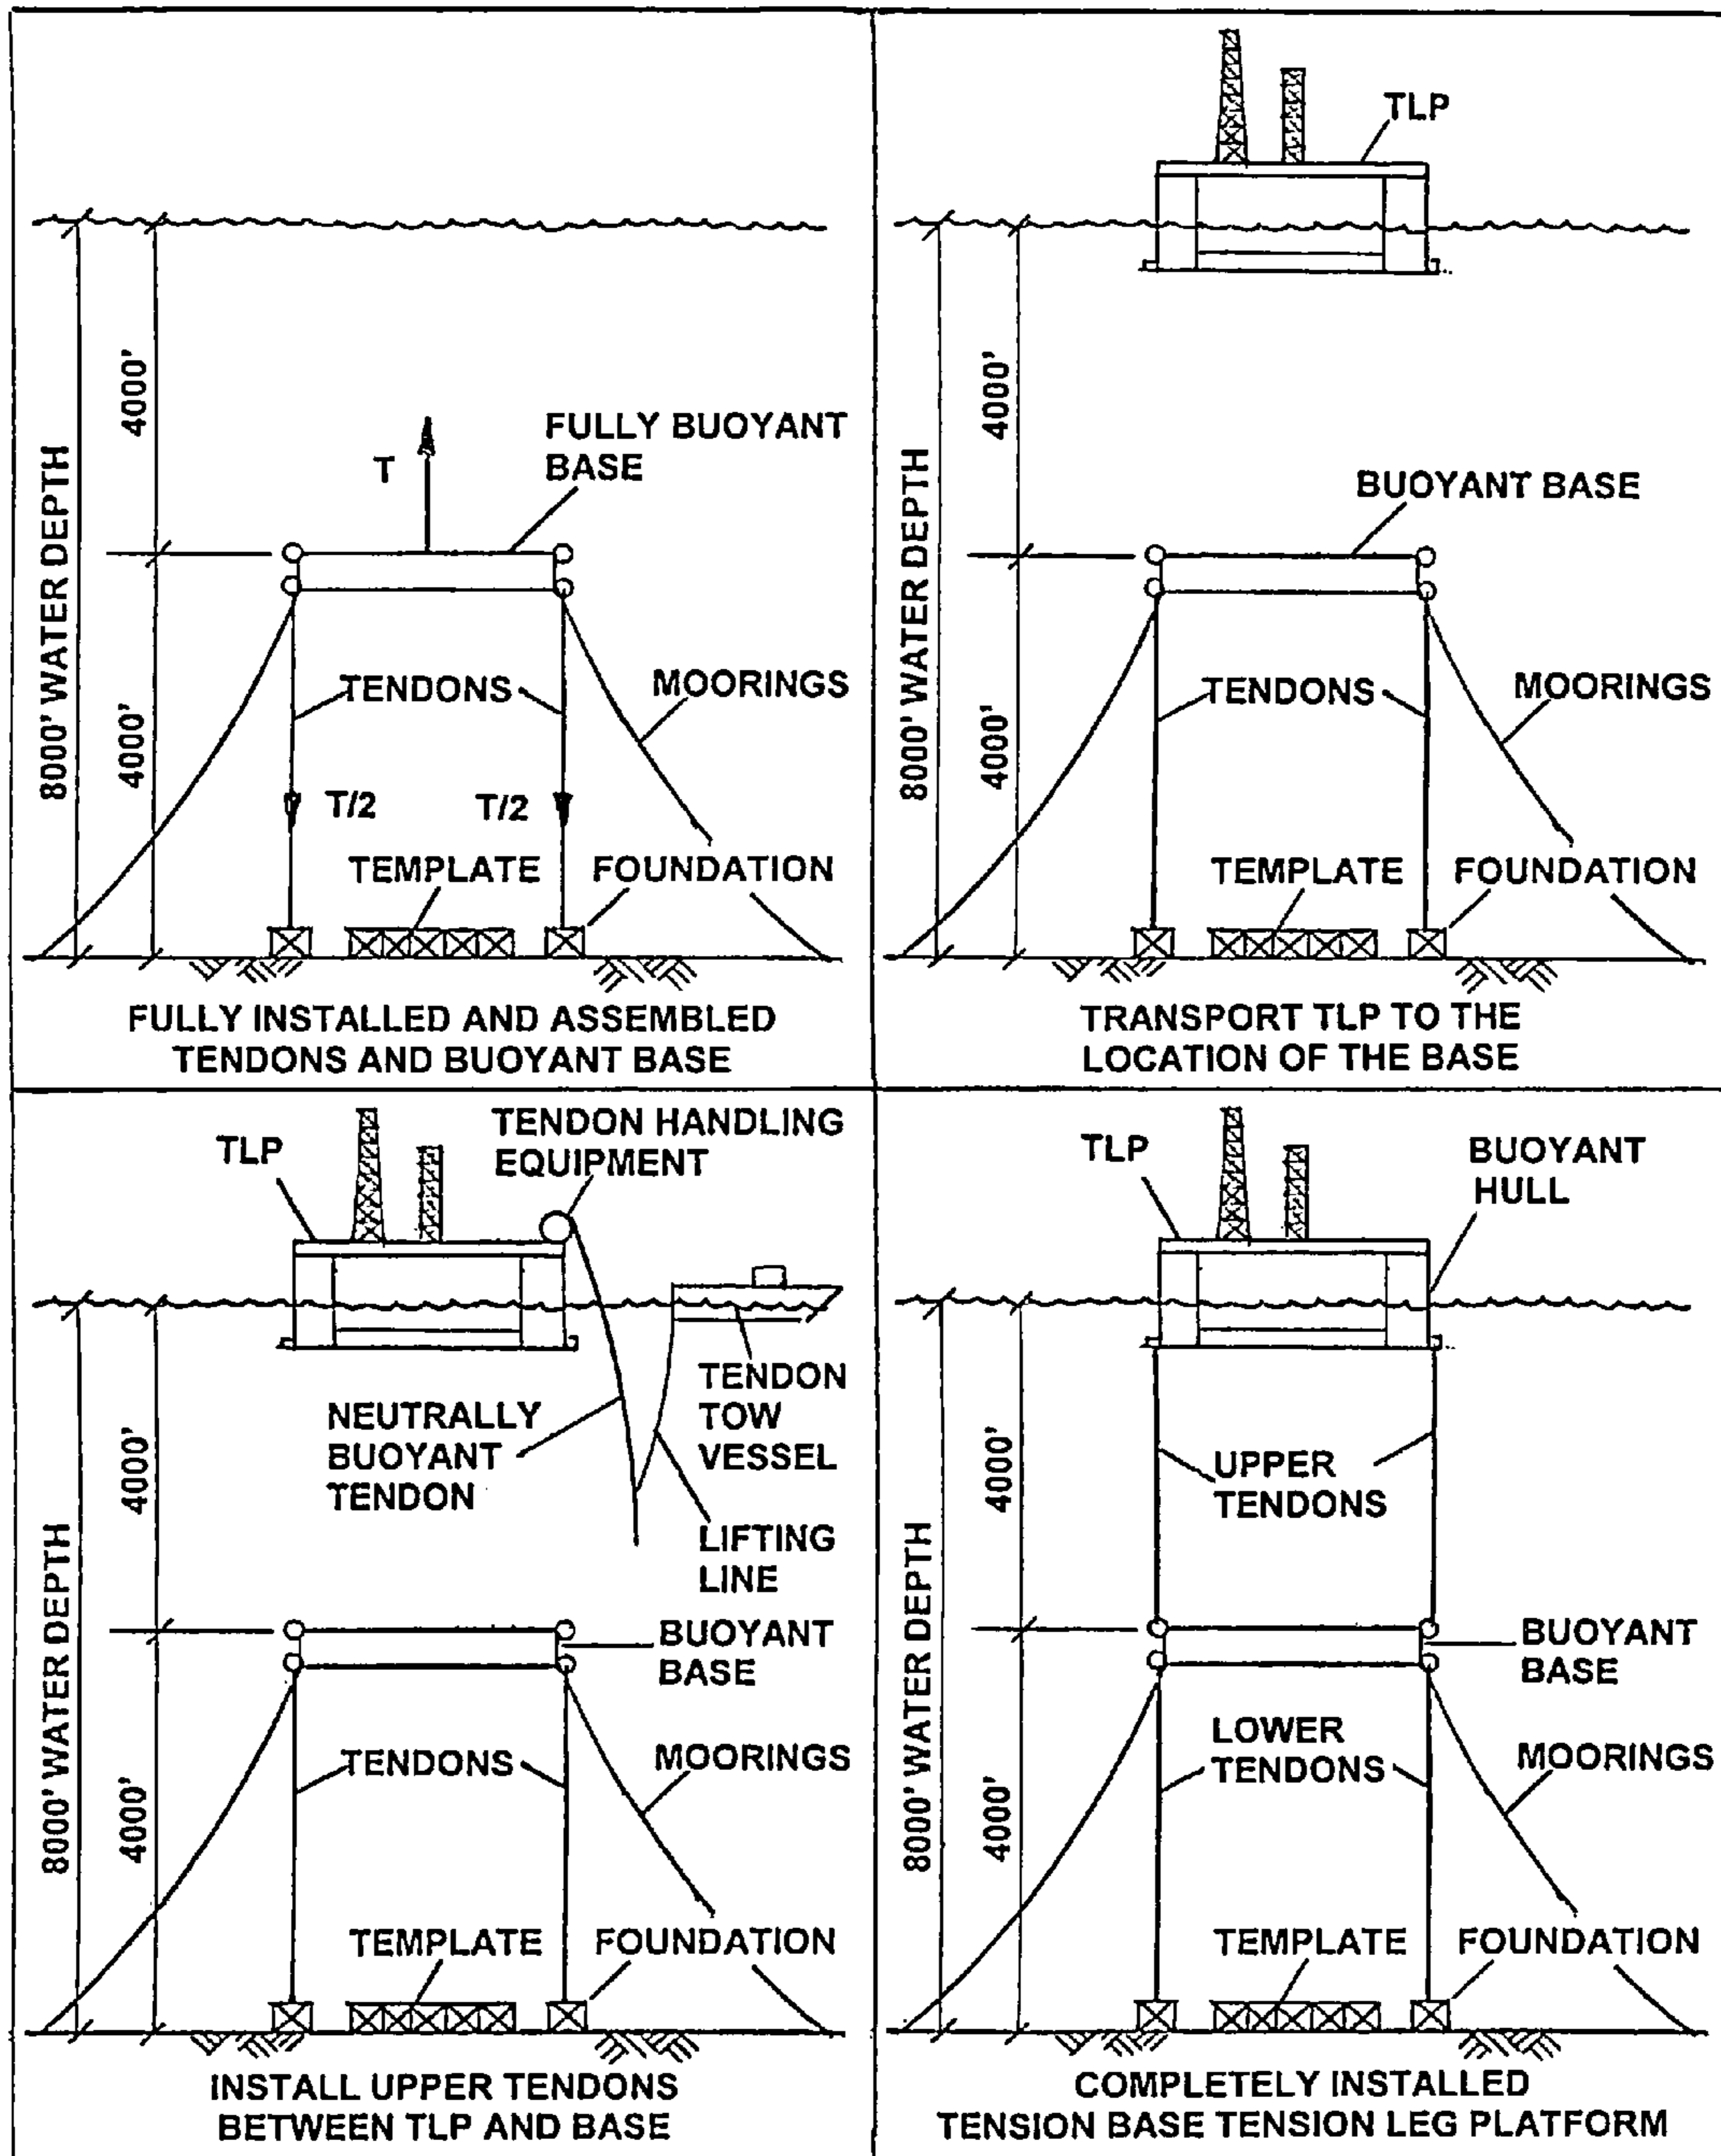 4000'
8000' WATER DEPTH
4000'
T
FULLY BUOYANT
BASE
TENDONS
MOORINGS
T/2
T/2
TEMPLATE
FOUNDATION
FULLY INSTALLED AND ASSEMBLED
TENDONS AND BUOYANT BASE
TLP
4000'
8000' WATER DEPTH
4000'
BUOYANT BASE
TENDONS
MOORINGS
TEMPLATE
FOUNDATION
TRANSPORT TLP TO THE
LOCATION OF THE BASE
TLP
TENDON HANDLING
EQUIPMENT
NEUTRALLY
BUOYANT
TENDON
TENDON
TOW
VESSEL
LIFTING
LINE
4000'
8000' WATER DEPTH
4000'
BUOYANT
BASE
TENDONS
MOORINGS
TEMPLATE
FOUNDATION
INSTALL UPPER TENDONS
BETWEEN TLP AND BASE
TLP
BUOYANT
HULL
4000'
8000' WATER DEPTH
4000'
UPPER
TENDONS
BUOYANT
BASE
LOWER
TENDONS
MOORINGS
TEMPLATE
FOUNDATION
COMPLETELY INSTALLED
TENSION BASE TENSION LEG PLATFORM